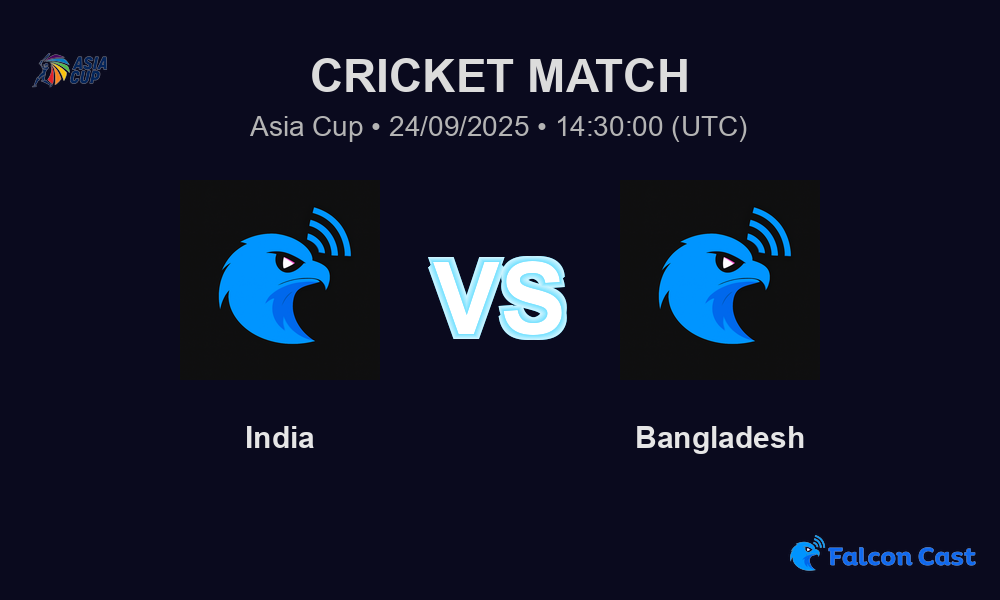 ASIA
CUP
CRICKET MATCH
Asia Cup • 24/09/2025 • 14:30:00 (UTC)
VS
India
Bangladesh
Falcon Cast